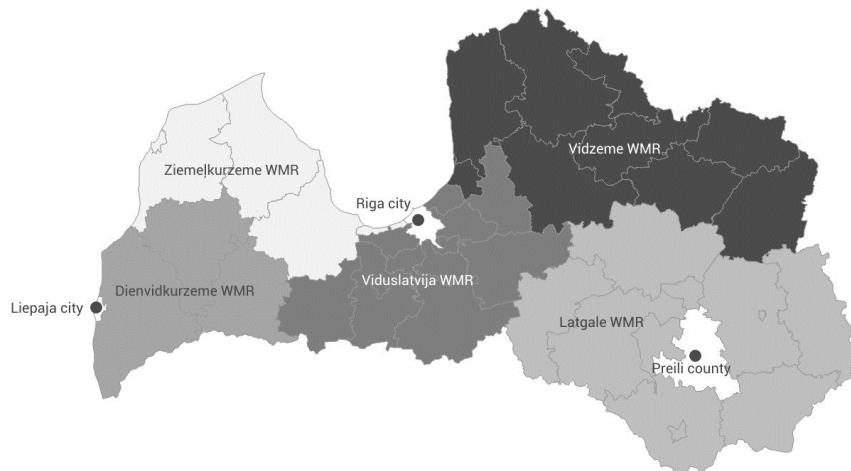 Vidzeme WMR
Ziemeļkurzeme WMR
Riga city
Viduslatvija WMR
Dienvidkurzeme WMR
Liepaja city
Latgale WMR
Preili county